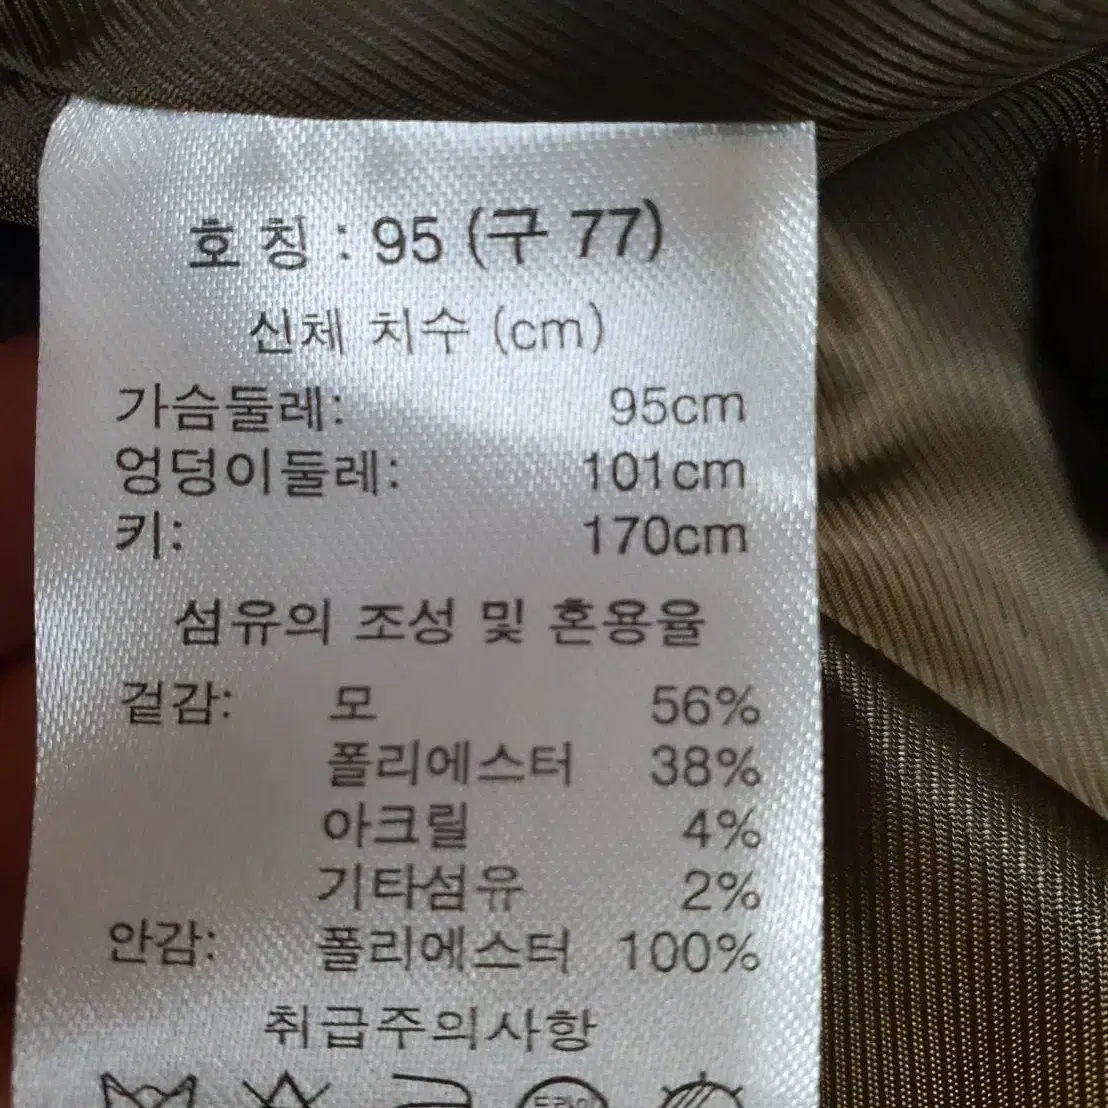 호 칭 : 95 (구 77)
신체 치수 (cm)
가슴둘레: 95cm
엉덩이둘레: 101cm
키: 170cm
섬유의 조성 및 혼용율
겉감: 모 56%
폴리에스터 38%
아크릴 4%
기타섬유 2%
안감: 폴리에스터 100%
취급주의사항